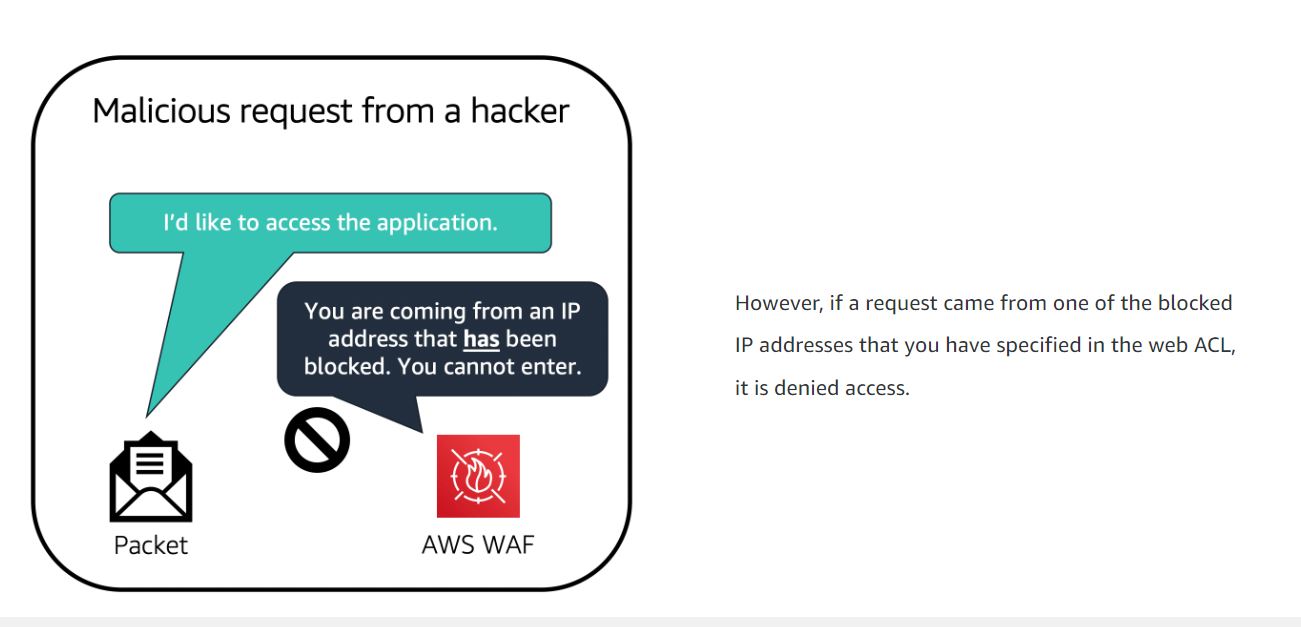 Malicious request from a hacker
I’d like to access the application.
You are coming from an IP
address that has been
blocked. You cannot enter.
Packet
AWS WAF
However, if a request came from one of the blocked
IP addresses that you have specified in the web ACL,
it is denied access.